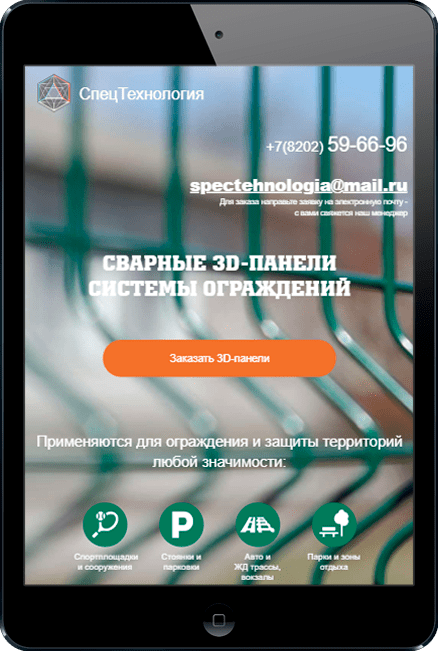 СпецТехнология
+7(8202) 59-66-96
spectehnologia@mail.ru
Для заказа направьте заявку на электронную почту -
с вами свяжется наш менеджер
СВАРНЫЕ 3D-ПАНЕЛИ
СИСТЕМЫ ОГРАЖДЕНИЙ
Заказать 3D-панели
Применяются для ограждения и защиты территорий
любой значимости:
P
Спортплощадки
и сооружения
Стоянки и
парковки
Авто и
ЖД трассы,
вокзалы
Парки и зоны
отдыха